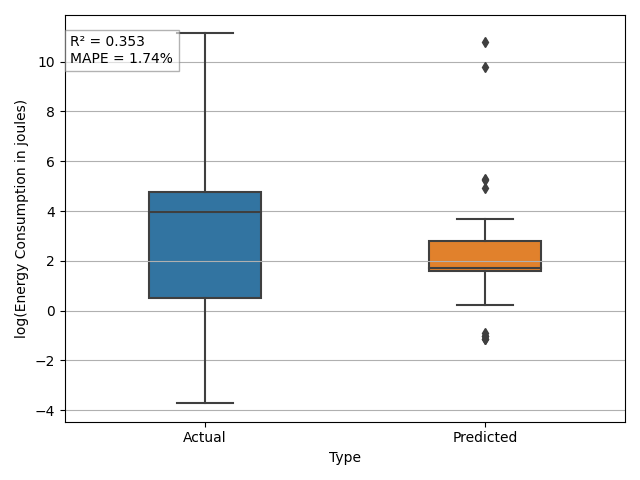 R² = 0.353
MAPE = 1.74%
10
8
6
4
2
0
−2
−4
log(Energy Consumption in joules)
Actual
Predicted
Type